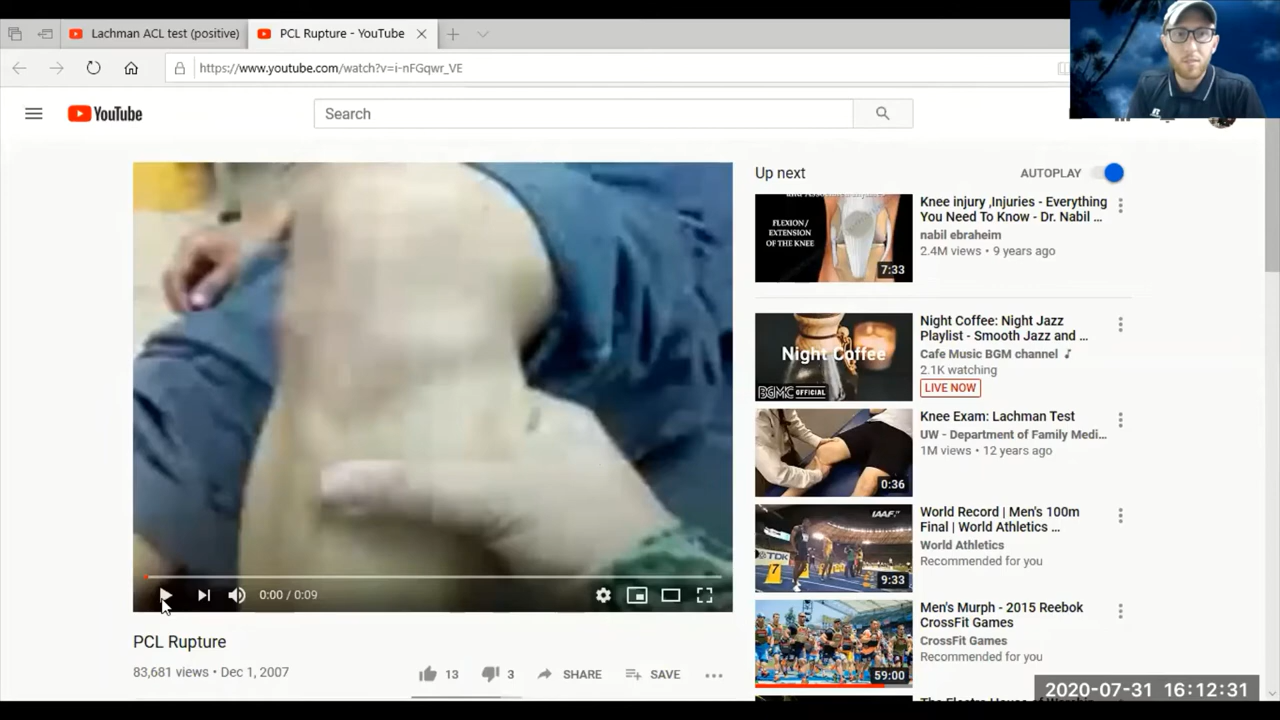 Lachman ACL test (positive)
PCL Rupture - YouTube
https://www.youtube.com/watch?v=i-nFGqwr_VE
YouTube
Search
Up next
AUTOPLAY
FLEXION /
EXTENSION
OF THE KNEE
7:33
Knee injury ,Injuries - Everything
You Need To Know - Dr. Nabil ...
nabil ebraheim
2.4M views • 9 years ago
Night Coffee
BGMC OFFICIAL
Night Coffee: Night Jazz
Playlist - Smooth Jazz and ...
Cafe Music BGM channel
2.1K watching
LIVE NOW
0:36
Knee Exam: Lachman Test
UW - Department of Family Medi...
1M views • 12 years ago
IAAF
TDK
7
9:33
World Record | Men's 100m
Final | World Athletics ...
World Athletics
Recommended for you
59:00
Men's Murph - 2015 Reebok
CrossFit Games
CrossFit Games
Recommended for you
0:00 / 0:09
PCL Rupture
83,681 views • Dec 1, 2007
13
3
SHARE
SAVE
2020-07-31 16:12:31